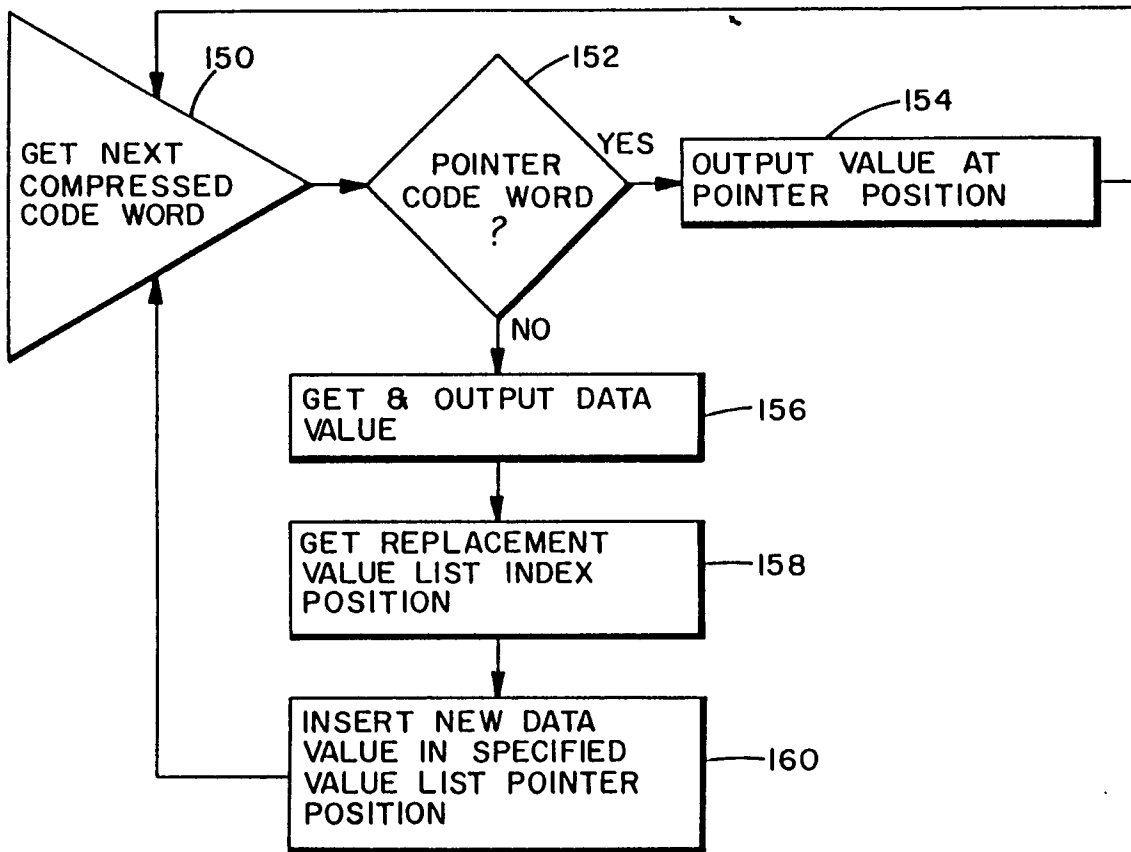 150
GET NEXT
COMPRESSED
CODE WORD
152
POINTER
CODE WORD
?
YES
154
OUTPUT VALUE AT
POINTER POSITION
NO
GET & OUTPUT DATA
VALUE
156
GET REPLACEMENT
VALUE LIST INDEX
POSITION
158
INSERT NEW DATA
VALUE IN SPECIFIED
VALUE LIST POINTER
POSITION
160